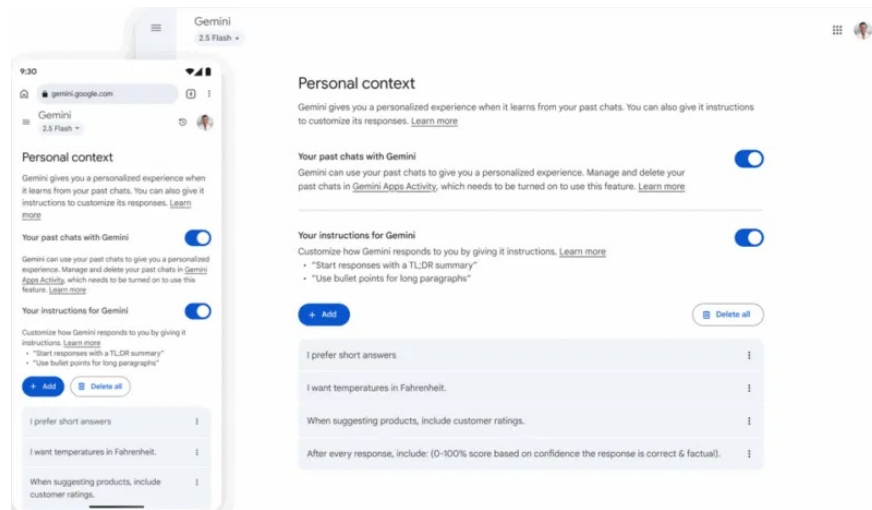 Gemini
2.5 Flash
9:30
gemini.google.com
Gemini
2.5 Flash
Personal context
Gemini gives you a personalized experience when
it learns from your past chats. You can also give it
instructions to customize its responses. Learn
more
Your past chats with Gemini
Gemini can use your past chats to give you a personalized
experience. Manage and delete your past chats in Gemini
Apps Activity, which needs to be turned on to use this
feature. Learn more
Your instructions for Gemini
Customize how Gemini responds to you by giving it
instructions. Learn more
• "Start responses with a TL;DR summary"
• "Use bullet points for long paragraphs"
+ Add
Delete all
I prefer short answers
I want temperatures in Fahrenheit.
When suggesting products, include
customer ratings.
Personal context
Gemini gives you a personalized experience when it learns from your past chats. You can also give it instructions
to customize its responses. Learn more
Your past chats with Gemini
Gemini can use your past chats to give you a personalized experience. Manage and delete your
past chats in Gemini Apps Activity, which needs to be turned on to use this feature. Learn more
Your instructions for Gemini
Customize how Gemini responds to you by giving it instructions. Learn more
• "Start responses with a TL;DR summary"
• "Use bullet points for long paragraphs"
+ Add
Delete all
I prefer short answers
I want temperatures in Fahrenheit.
When suggesting products, include customer ratings.
After every response, include: (0-100% score based on confidence the response is correct & factual).